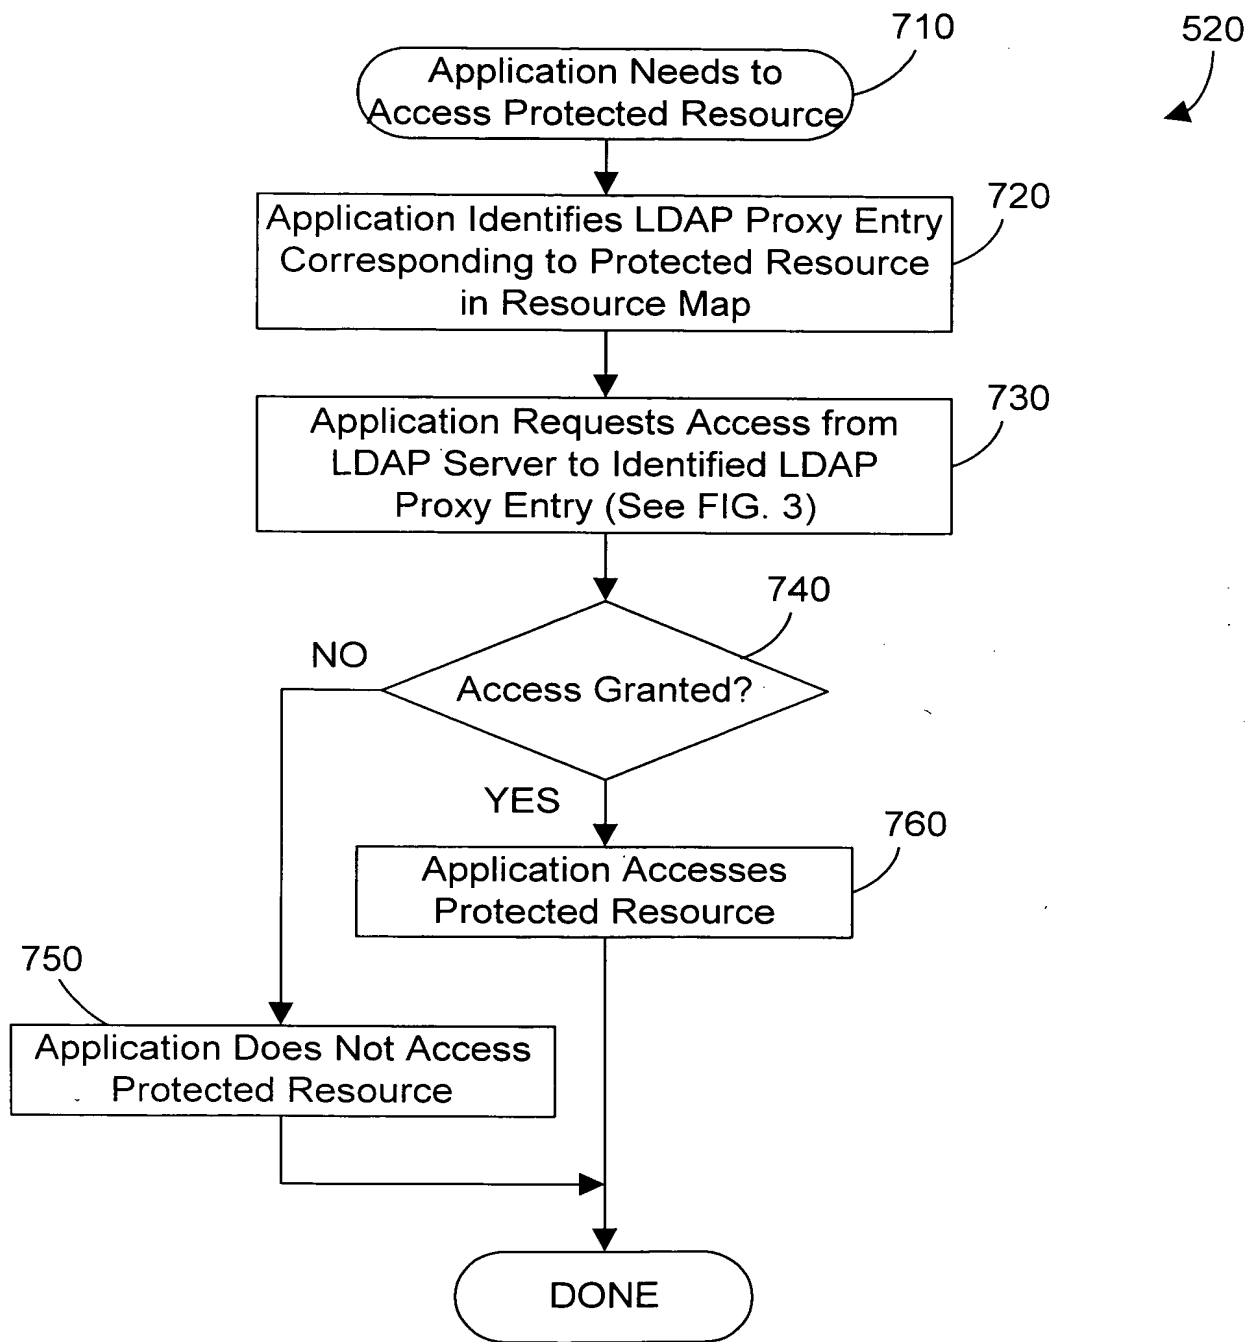 710
520
Application Needs to
Access Protected Resource
720
Application Identifies LDAP Proxy Entry
Corresponding to Protected Resource
in Resource Map
730
Application Requests Access from
LDAP Server to Identified LDAP
Proxy Entry (See FIG. 3)
740
NO
Access Granted?
YES
760
Application Accesses
Protected Resource
750
Application Does Not Access
Protected Resource
DONE